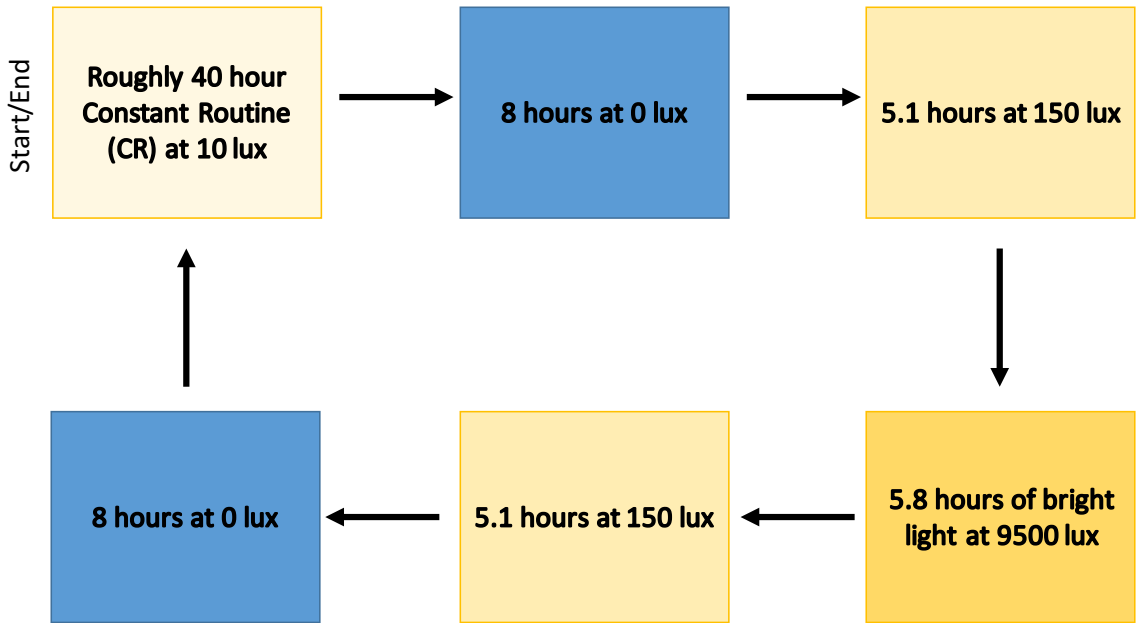 Start/End
Roughly 40 hour
Constant Routine
(CR) at 10 lux
8 hours at 0 lux
5.1 hours at 150 lux
8 hours at 0 lux
5.1 hours at 150 lux
5.8 hours of bright
light at 9500 lux